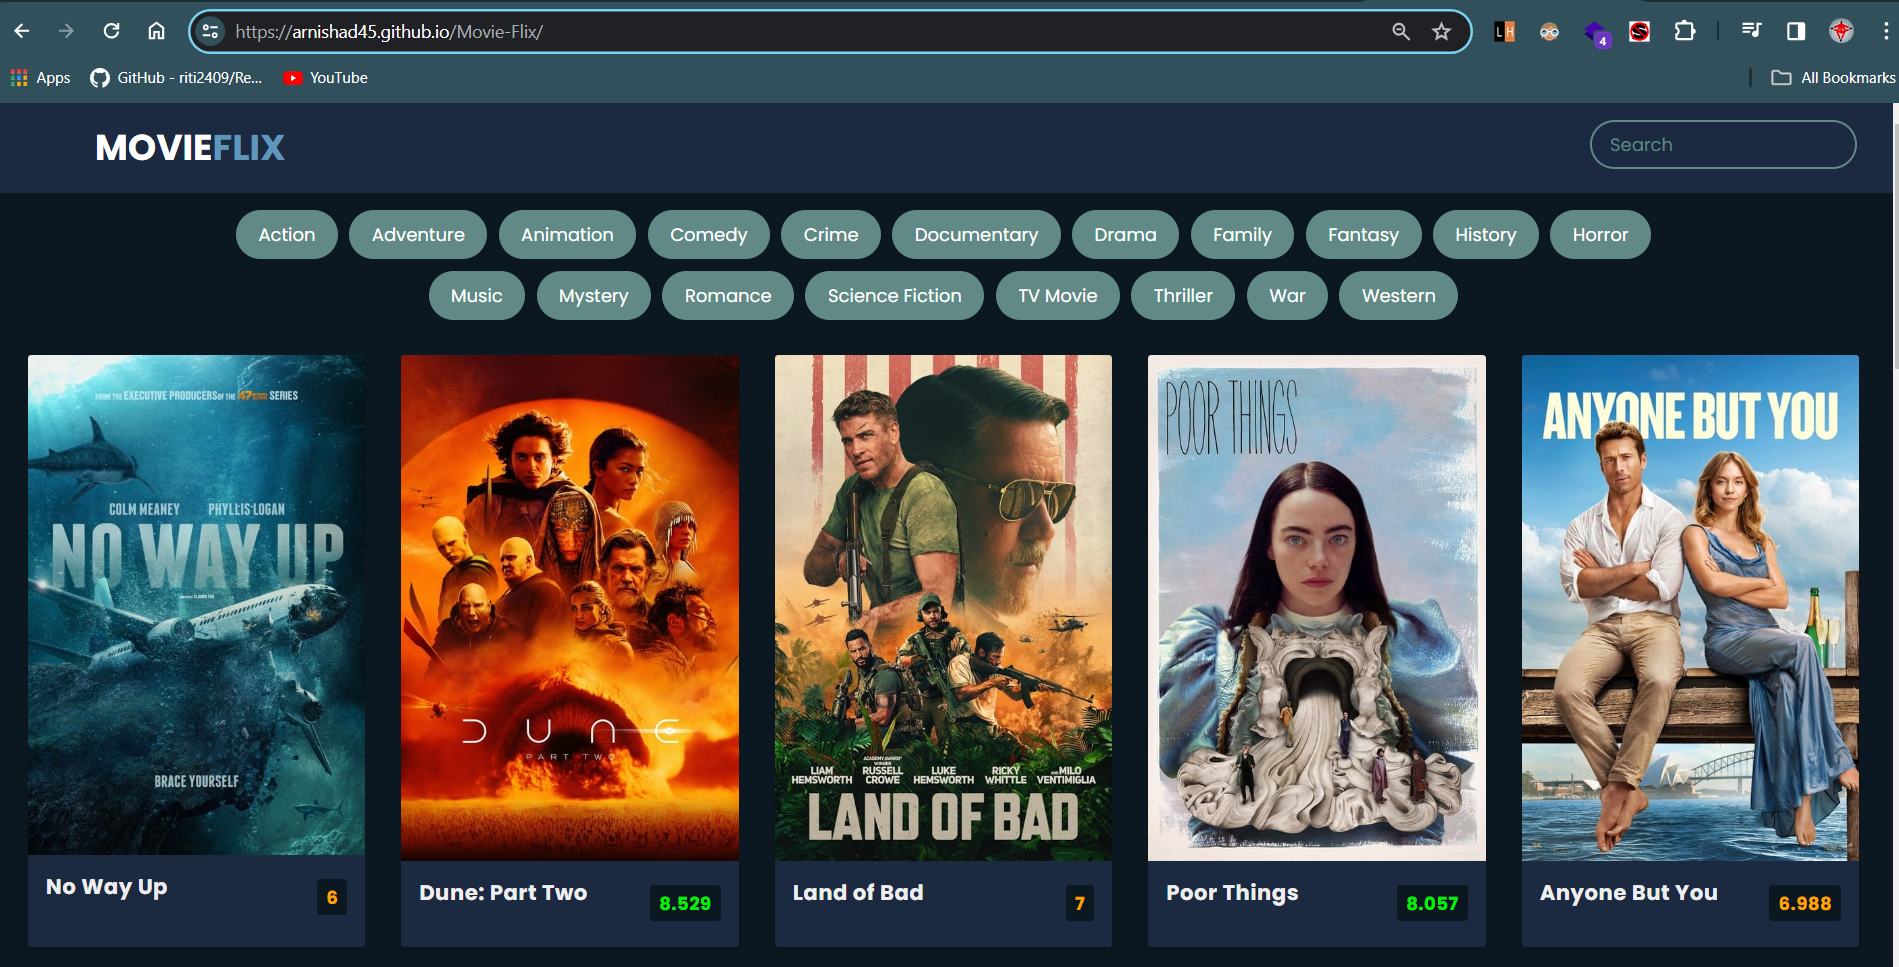 https://arnishad45.github.io/Movie-Flix/
L H
4
Apps
GitHub - riti2409/Re...
YouTube
All Bookmarks
MOVIEFLIX
Search
Action
Adventure
Animation
Comedy
Crime
Documentary
Drama
Family
Fantasy
History
Horror
Music
Mystery
Romance
Science Fiction
TV Movie
Thriller
War
Western
FROM THE EXECUTIVE PRODUCERS OF THE 47 SERIES
COLM MEANEY PHYLLIS LOGAN
NO WAY UP
BRACE YOURSELF
No Way Up
6
DUNE
PART TWO
Dune: Part Two
8.529
LIAM HEMSWORTH
ACADEMY AWARD® WINNER RUSSELL CROWE
LUKE HEMSWORTH
RICKY WHITTLE
AND MILO VENTIMIGLIA
LAND OF BAD
Land of Bad
7
POOR THINGS
Poor Things
8.057
ANYONE BUT YOU
Anyone But You
6.988